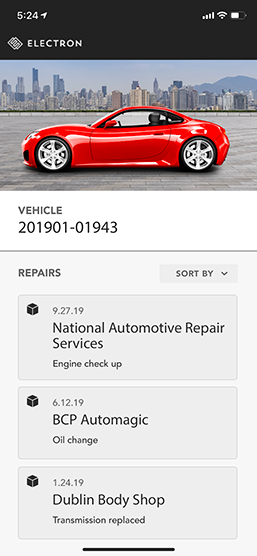 5:24
ELECTRON
VEHICLE
201901-01943
REPAIRS
SORT BY
9.27.19
National Automotive Repair
Services
Engine check up
6.12.19
BCP Automagic
Oil change
1.24.19
Dublin Body Shop
Transmission replaced